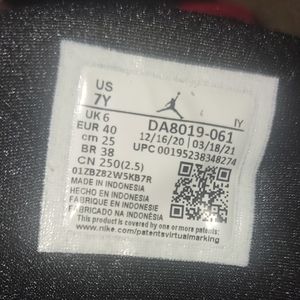 US
7Y
IY
UK 6
EUR 40
cm 25
BR 38
CN 250(2.5)
DA8019-061
12/16/20 03/18/21
UPC 00195238348274
01ZBZ82W5KB7R
MADE IN INDONESIA
HECHO EN INDONESIA
FABRIQUE EN INDONESIE
FABRICADO NA INDONÉSIA
This product is covered by one or more
www.nike.com/patentsvirtualmarking